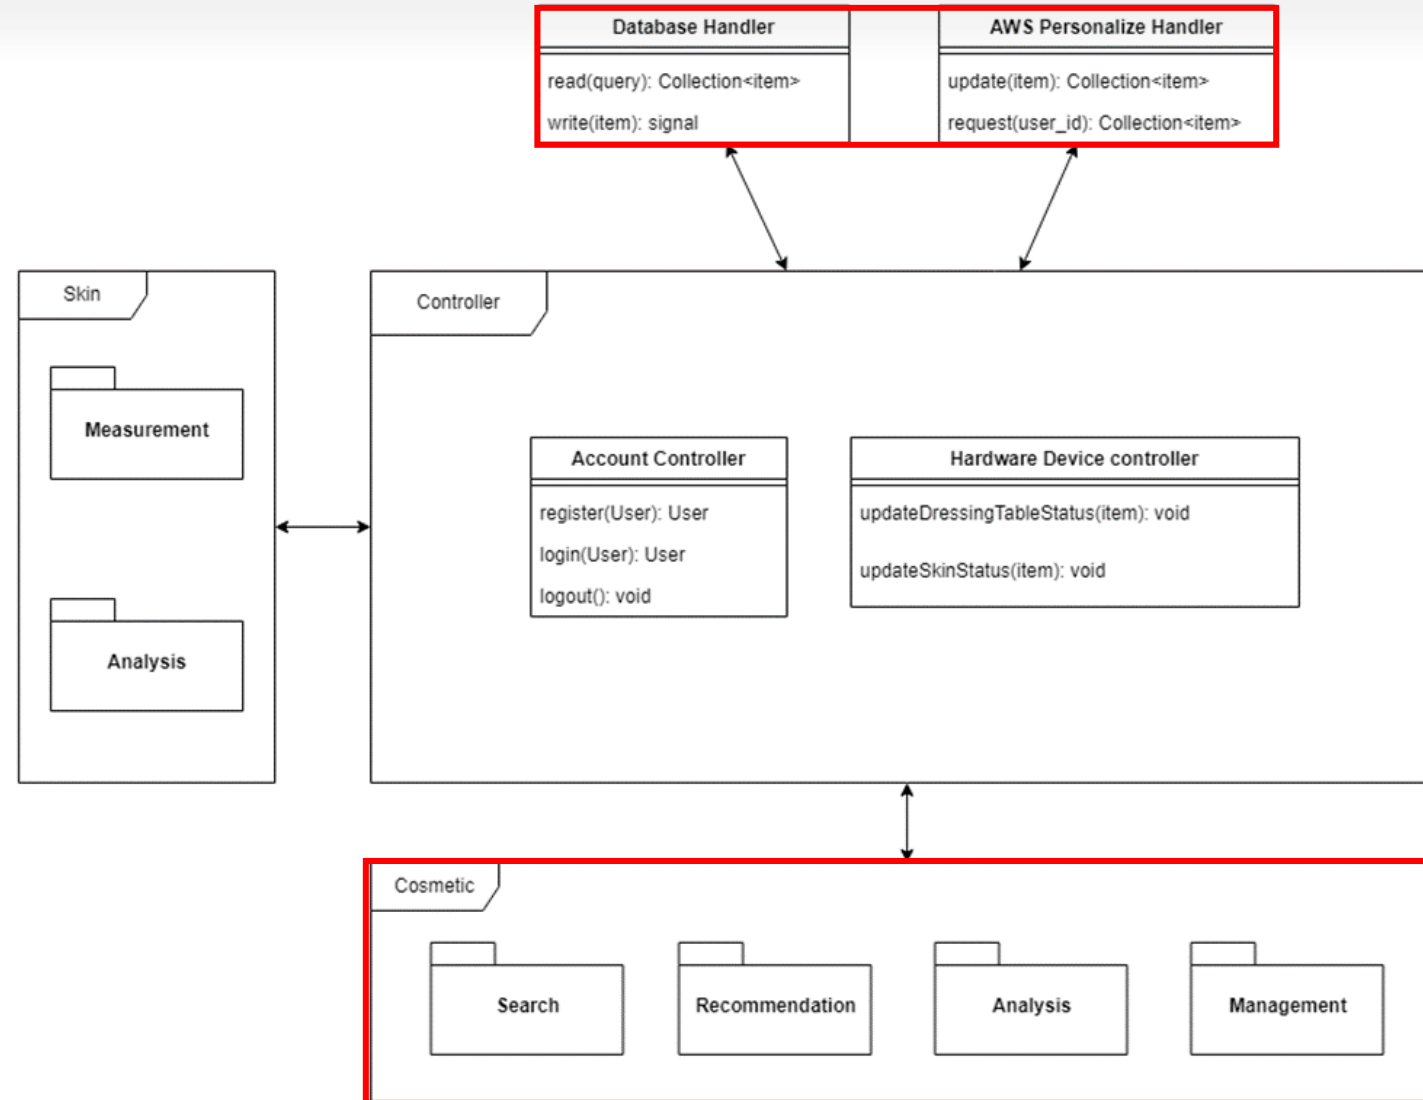 Database Handler
read(query): Collection<item>
write(item): signal
AWS Personalize Handler
update(item): Collection<item>
request(user_id): Collection<item>
Skin
Measurement
Analysis
Controller
Account Controller
register(User): User
login(User): User
logout(): void
Hardware Device controller
updateDressingTableStatus(item): void
updateSkinStatus(item): void
Cosmetic
Search
Recommendation
Analysis
Management